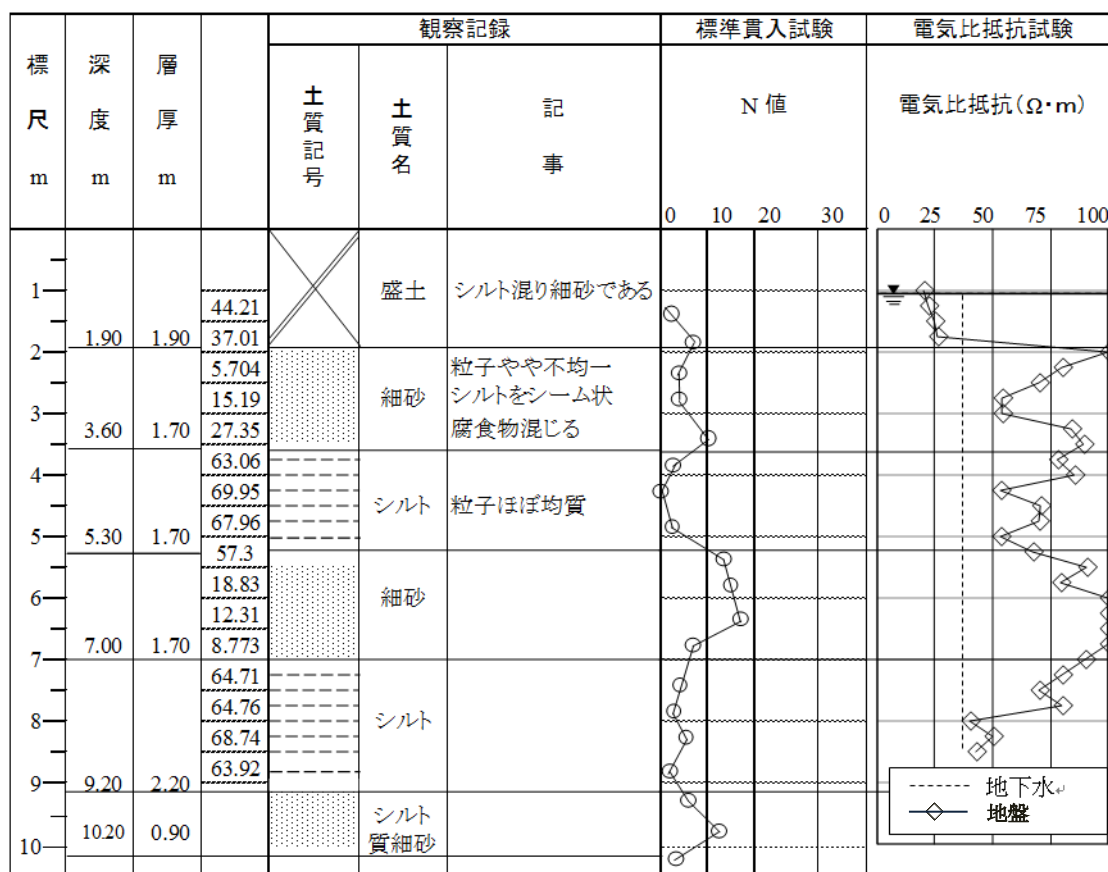 観察記録 標準貫入試験 電気比抵抗試験
標尺 m
深度 m
層厚 m
土質記号
土質名
記事
N 値
電気比抵抗(Ω・m)
0 10 20 30
0 25 50 75 100
1
盛土 シルト混り細砂である
44.21
1.90 1.90 37.01
2
5.704 粒子やや不均一
15.19 細砂 シルトをシーム状
3
3.60 1.70 27.35 腐食物混じる
63.06
4
69.95 シルト 粒子ほぼ均質
5.30 1.70 67.96
5
57.3
18.83 細砂
6
12.31
7.00 1.70 8.773
7
64.71
64.76
8 シルト
68.74
63.92
9 9.20 2.20
シルト
10.20 0.90 質細砂
10
地下水
地盤